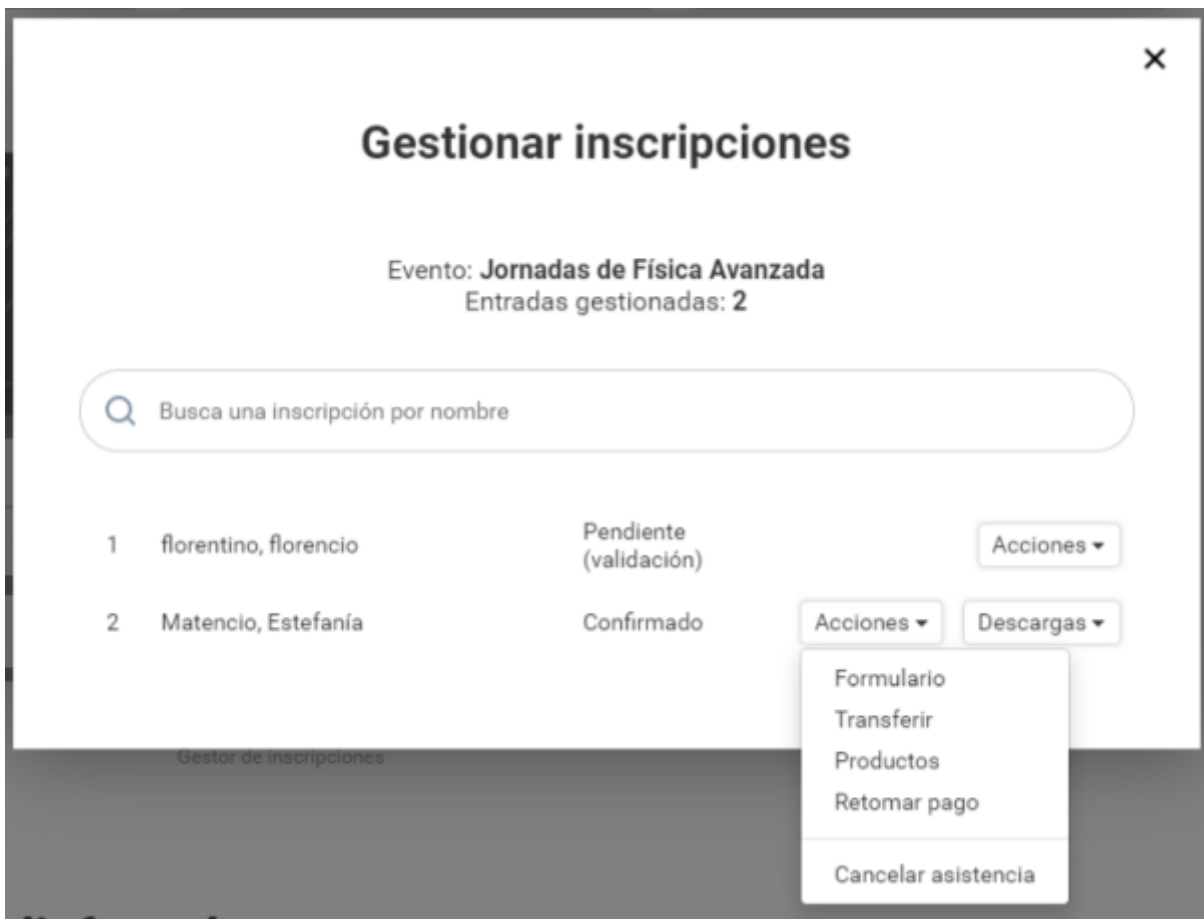 Gestionar inscripciones
Evento: Jornadas de Física Avanzada
Entradas gestionadas: 2
Busca una inscripción por nombre
1 florentino, florencio Pendiente (validación) Acciones
2 Matencio, Estefanía Confirmado Acciones Descargas
Formulario
Transferir
Productos
Retomar pago
Cancelar asistencia
Gestor de inscripciones